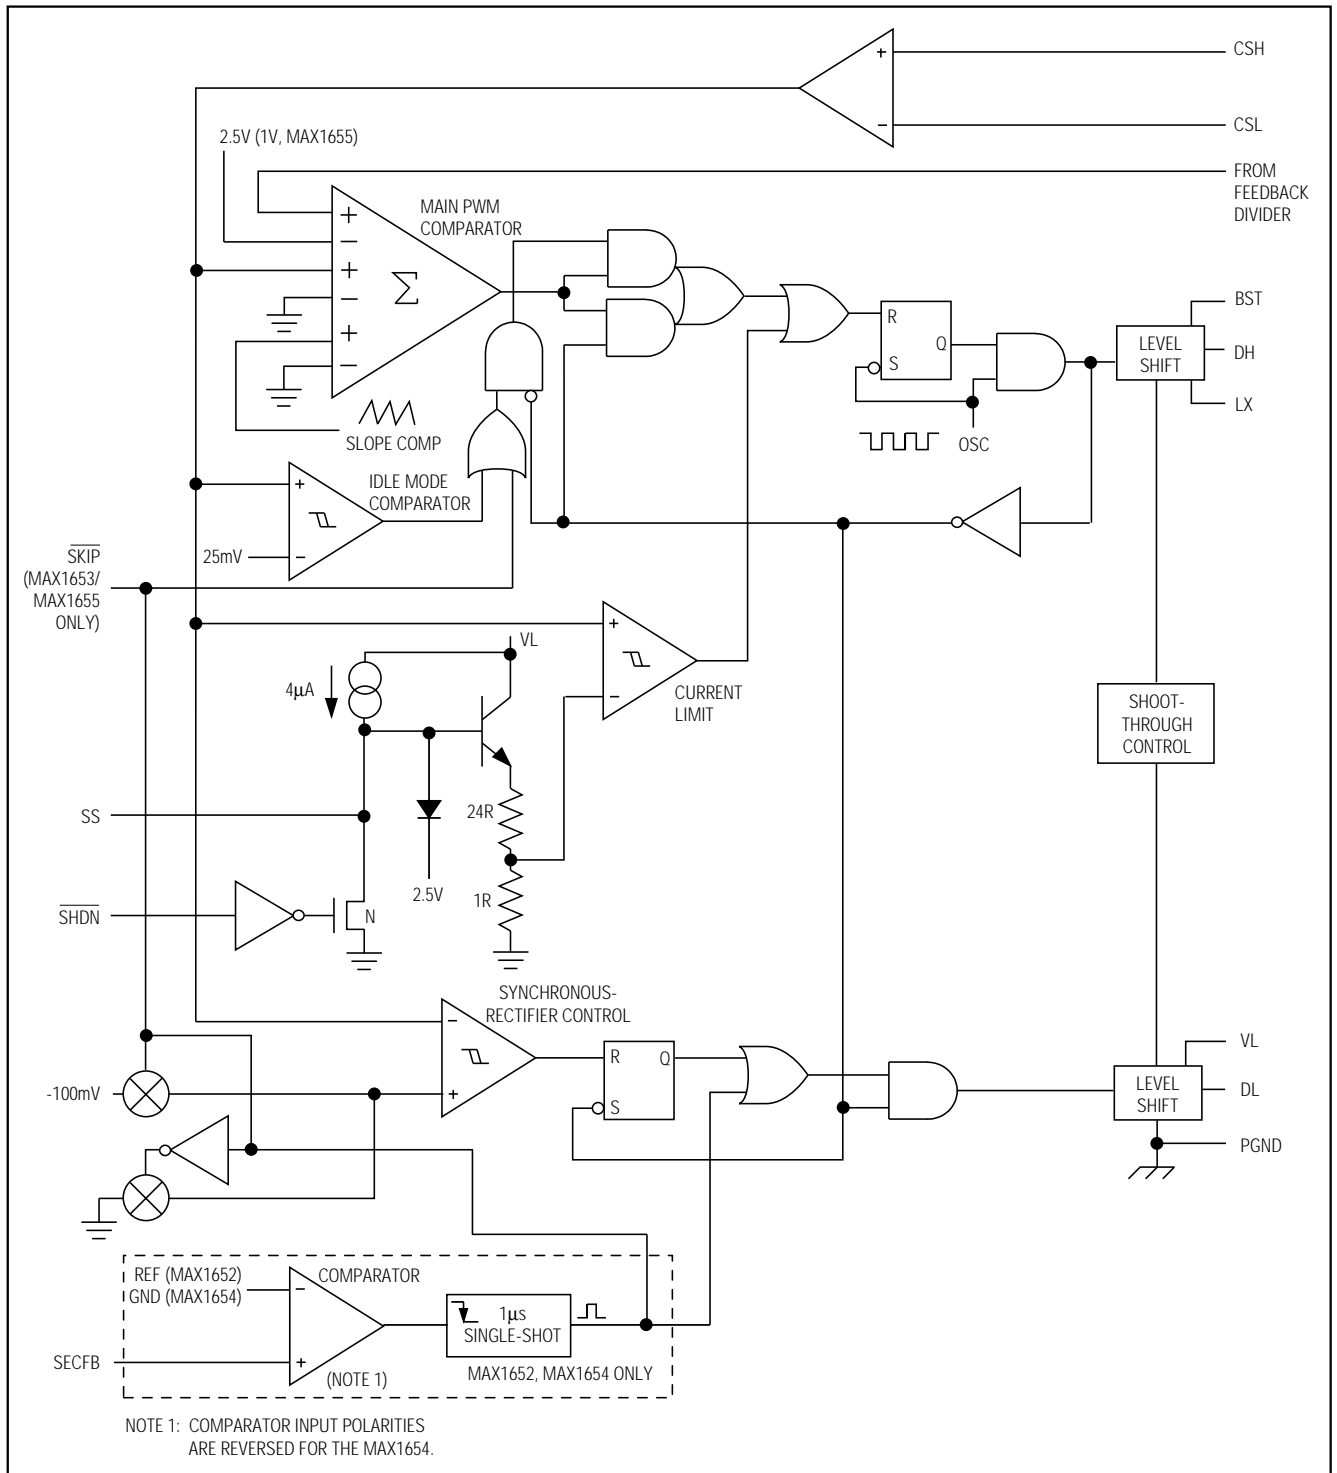 CSH
CSL
2.5V (1V, MAX1655)
FROM
FEEDBACK
DIVIDER
MAIN PWM
COMPARATOR
+
−
+
−
+
−
+
−
Σ
SLOPE COMP
R
Q
S
OSC
BST
LEVEL
SHIFT
DH
LX
IDLE MODE
COMPARATOR
+
−
25mV
SKIP
(MAX1653/
MAX1655
ONLY)
VL
4µA
+
−
CURRENT
LIMIT
SHOOT-
THROUGH
CONTROL
SS
24R
2.5V
1R
SHDN
N
SYNCHRONOUS-
RECTIFIER CONTROL
−
+
R
Q
S
-100mV
VL
LEVEL
SHIFT
DL
PGND
REF (MAX1652)
GND (MAX1654)
COMPARATOR
−
+
1µs
SINGLE-SHOT
SECFB
(NOTE 1)
MAX1652, MAX1654 ONLY
NOTE 1: COMPARATOR INPUT POLARITIES
ARE REVERSED FOR THE MAX1654.